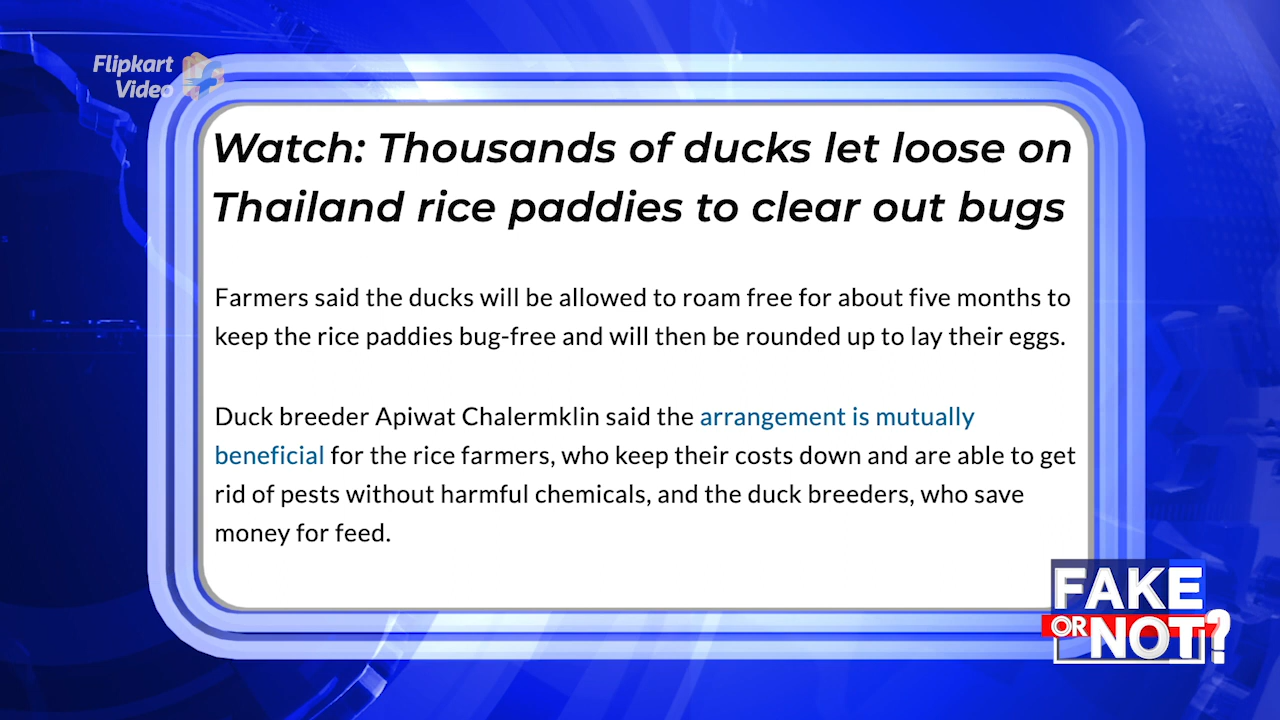 Flipkart
Video
Watch: Thousands of ducks let loose on
Thailand rice paddies to clear out bugs
Farmers said the ducks will be allowed to roam free for about five months to
keep the rice paddies bug-free and will then be rounded up to lay their eggs.
Duck breeder Apiwat Chalermklin said the arrangement is mutually
beneficial for the rice farmers, who keep their costs down and are able to get
rid of pests without harmful chemicals, and the duck breeders, who save
money for feed.
FAKE
OR NOT?